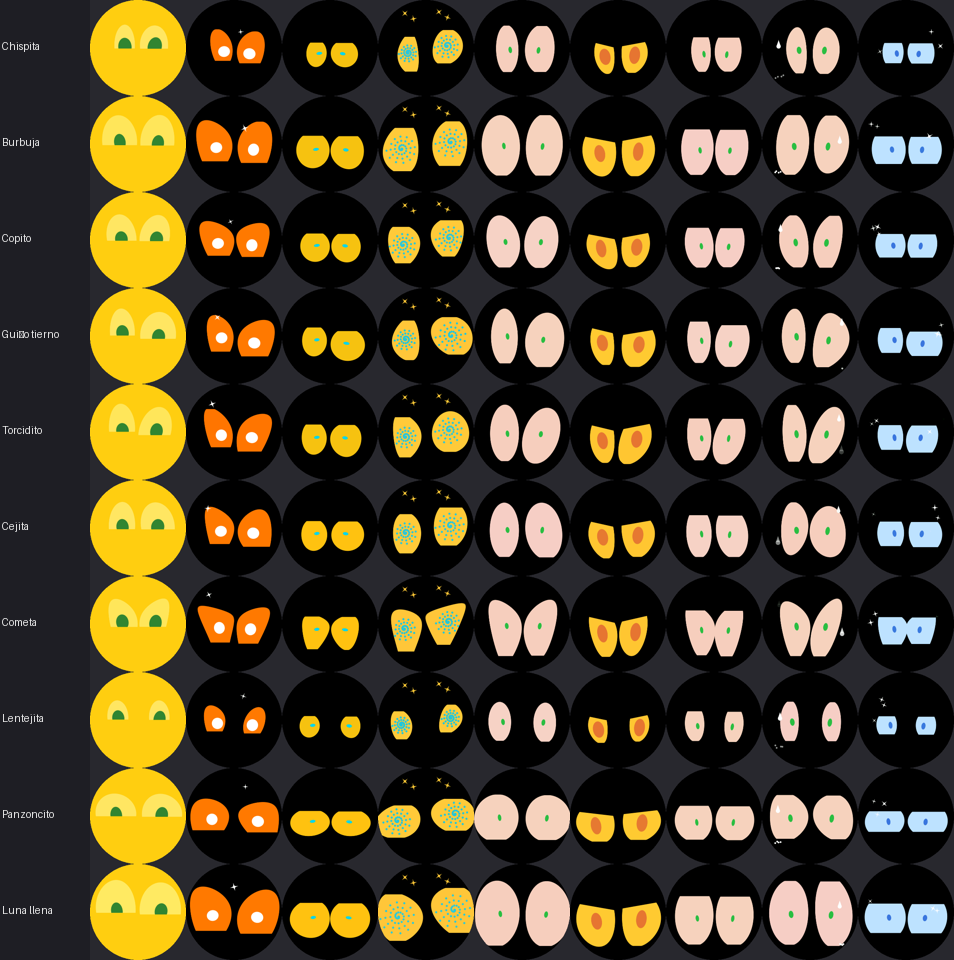 Chispita
Burbuja
Copito
Torcidito
Cejita
Cometa
Lentejita
Panzoncito
Luna llena